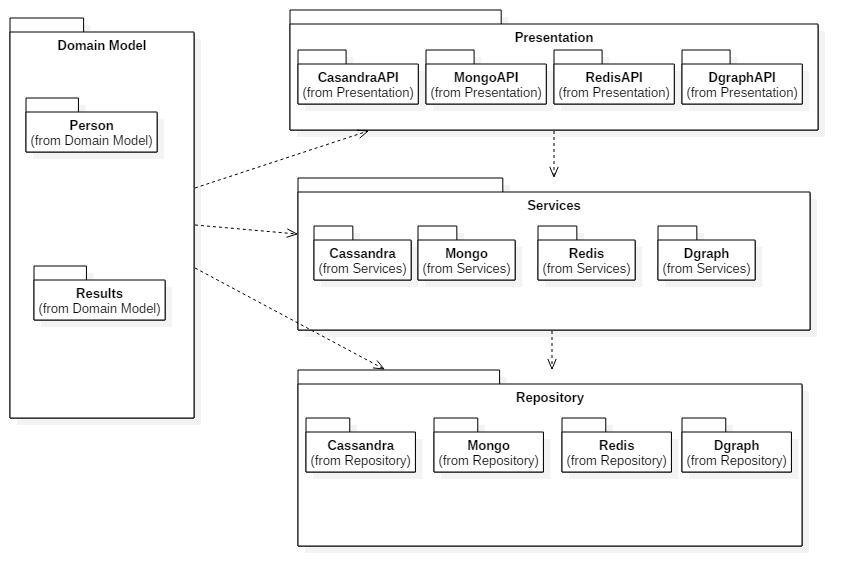 Domain Model
Person
(from Domain Model)
Results
(from Domain Model)
Presentation
CasandraAPI
(from Presentation)
MongoAPI
(from Presentation)
RedisAPI
(from Presentation)
DgraphAPI
(from Presentation)
Services
Cassandra
(from Services)
Mongo
(from Services)
Redis
(from Services)
Dgraph
(from Services)
Repository
Cassandra
(from Repository)
Mongo
(from Repository)
Redis
(from Repository)
Dgraph
(from Repository)